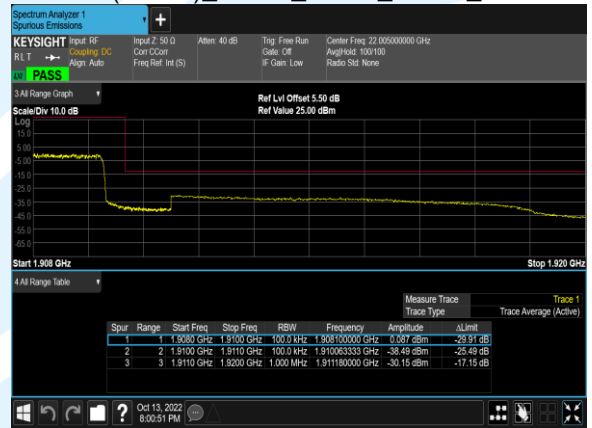 Spectrum Analyzer 1
Spurious Emissions
KEYSIGHT Input: RF Input Z: 50 Ω Atten: 40 dB Trig: Free Run Center Freq: 22.005000000 GHz
RLT Coupling: DC Corr CCorr Gate: Off Avg|Hold: 100/100
Align: Auto Freq Ref: Int (S) IF Gain: Low Radio Std: None
PASS
3 All Range Graph
Ref Lvl Offset 5.50 dB
Scale/Div 10.0 dB Ref Value 25.00 dBm
Log
15.0
5.00
-5.00
-15.0
-25.0
-35.0
-45.0
-55.0
-65.0
Start 1.908 GHz Stop 1.920 GHz
4 All Range Table
Measure Trace Trace 1
Trace Type Trace Average (Active)
Spur Range Start Freq Stop Freq RBW Frequency Amplitude ΔLimit
1 1 1.9080 GHz 1.9100 GHz 100.0 kHz 1.908100000 GHz 0.087 dBm -29.91 dB
2 2 1.9100 GHz 1.9110 GHz 100.0 kHz 1.910063333 GHz -38.49 dBm -25.49 dB
3 3 1.9110 GHz 1.9200 GHz 1.000 MHz 1.911180000 GHz -30.15 dBm -17.15 dB
Oct 13, 2022
8:00:51 PM